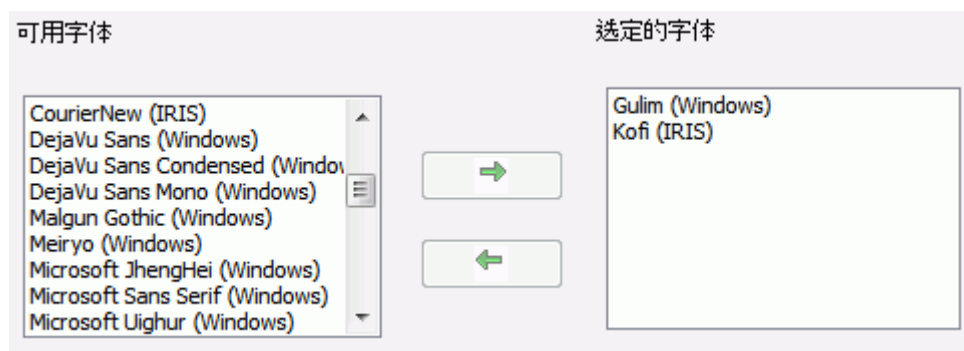 可用字体
选定的字体
CourierNew (IRIS)
DejaVu Sans (Windows)
DejaVu Sans Condensed (Windov
DejaVu Sans Mono (Windows)
Malgun Gothic (Windows)
Meiryo (Windows)
Microsoft JhengHei (Windows)
Microsoft Sans Serif (Windows)
Microsoft Uighur (Windows)
Gulim (Windows)
Kofi (IRIS)